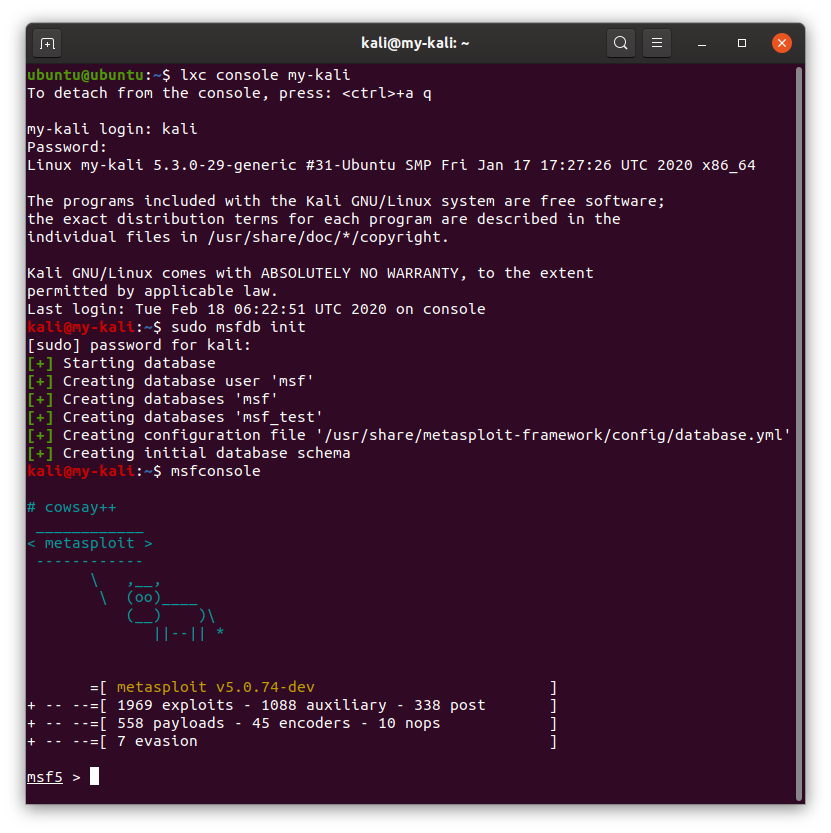 kali@my-kali: ~
ubuntu@ubuntu:~$ lxc console my-kali
To detach from the console, press: <ctrl>+a q

my-kali login: kali
Password:
Linux my-kali 5.3.0-29-generic #31-Ubuntu SMP Fri Jan 17 17:27:26 UTC 2020 x86_64

The programs included with the Kali GNU/Linux system are free software;
the exact distribution terms for each program are described in the
individual files in /usr/share/doc/*/copyright.

Kali GNU/Linux comes with ABSOLUTELY NO WARRANTY, to the extent
permitted by applicable law.
Last login: Tue Feb 18 06:22:51 UTC 2020 on console
kali@my-kali:~$ sudo msfdb init
[sudo] password for kali:
[+] Starting database
[+] Creating database user 'msf'
[+] Creating databases 'msf'
[+] Creating databases 'msf_test'
[+] Creating configuration file '/usr/share/metasploit-framework/config/database.yml'
[+] Creating initial database schema
kali@my-kali:~$ msfconsole

# cowsay++
 ____________
< metasploit >
 ------------
       \   ,__,
        \  (oo)____
           (__)    )\
              ||--|| *


       =[ metasploit v5.0.74-dev                          ]
+ -- --=[ 1969 exploits - 1088 auxiliary - 338 post       ]
+ -- --=[ 558 payloads - 45 encoders - 10 nops            ]
+ -- --=[ 7 evasion                                       ]

msf5 >